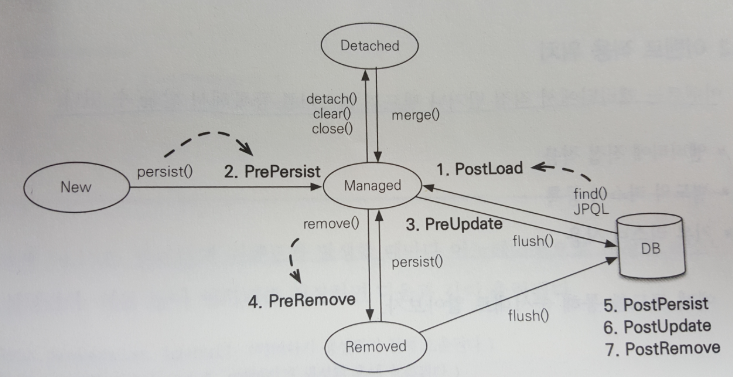 Detached
detach()
clear()
close()
merge()
persist()
2. PrePersist
1. PostLoad
New
Managed
find()
JPQL
remove()
3. PreUpdate
flush()
DB
persist()
4. PreRemove
flush()
5. PostPersist
6. PostUpdate
7. PostRemove
Removed